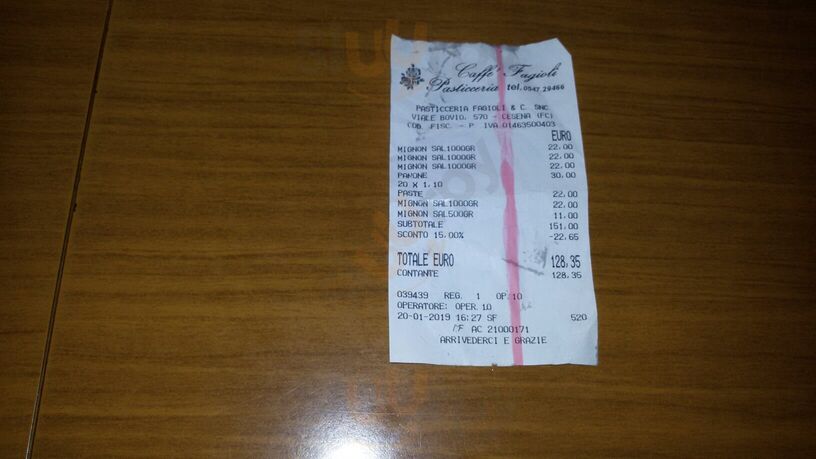 Caffè Fagioli
Pasticceria tel. 0547.29466
PASTICCERIA FAGIOLI & C. SNC
VIALE BOVIO, 570 - CESENA (FC)
COD. FISC. - P. IVA 01463500403
EURO
MIGNON SAL1000GR 22,00
MIGNON SAL1000GR 22,00
MIGNON SAL1000GR 22,00
PANONE 30,00
20 X 1,10
PASTE 22,00
MIGNON SAL1000GR 22,00
MIGNON SAL500GR 11,00
SUBTOTALE 151,00
SCONTO 15,00% -22,65
TOTALE EURO 128,35
CONTANTE 128,35
039439 REG. 1 OP.10
OPERATORE: OPER.10
20-01-2019 16:27 SF 520
MF AC 21000171
ARRIVEDERCI E GRAZIE